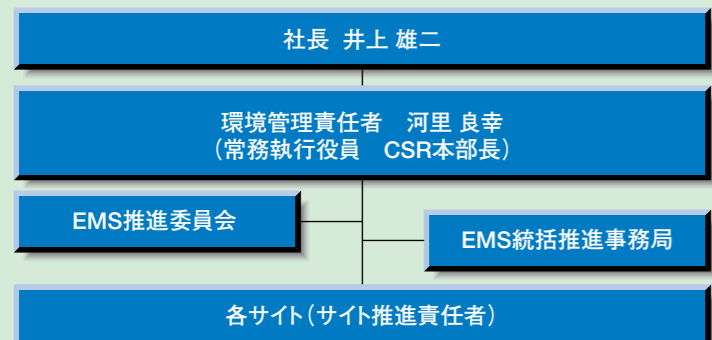 社長 井上 雄二
環境管理責任者　河里 良幸
（常務執行役員　CSR本部長）
EMS推進委員会
EMS統括推進事務局
各サイト（サイト推進責任者）